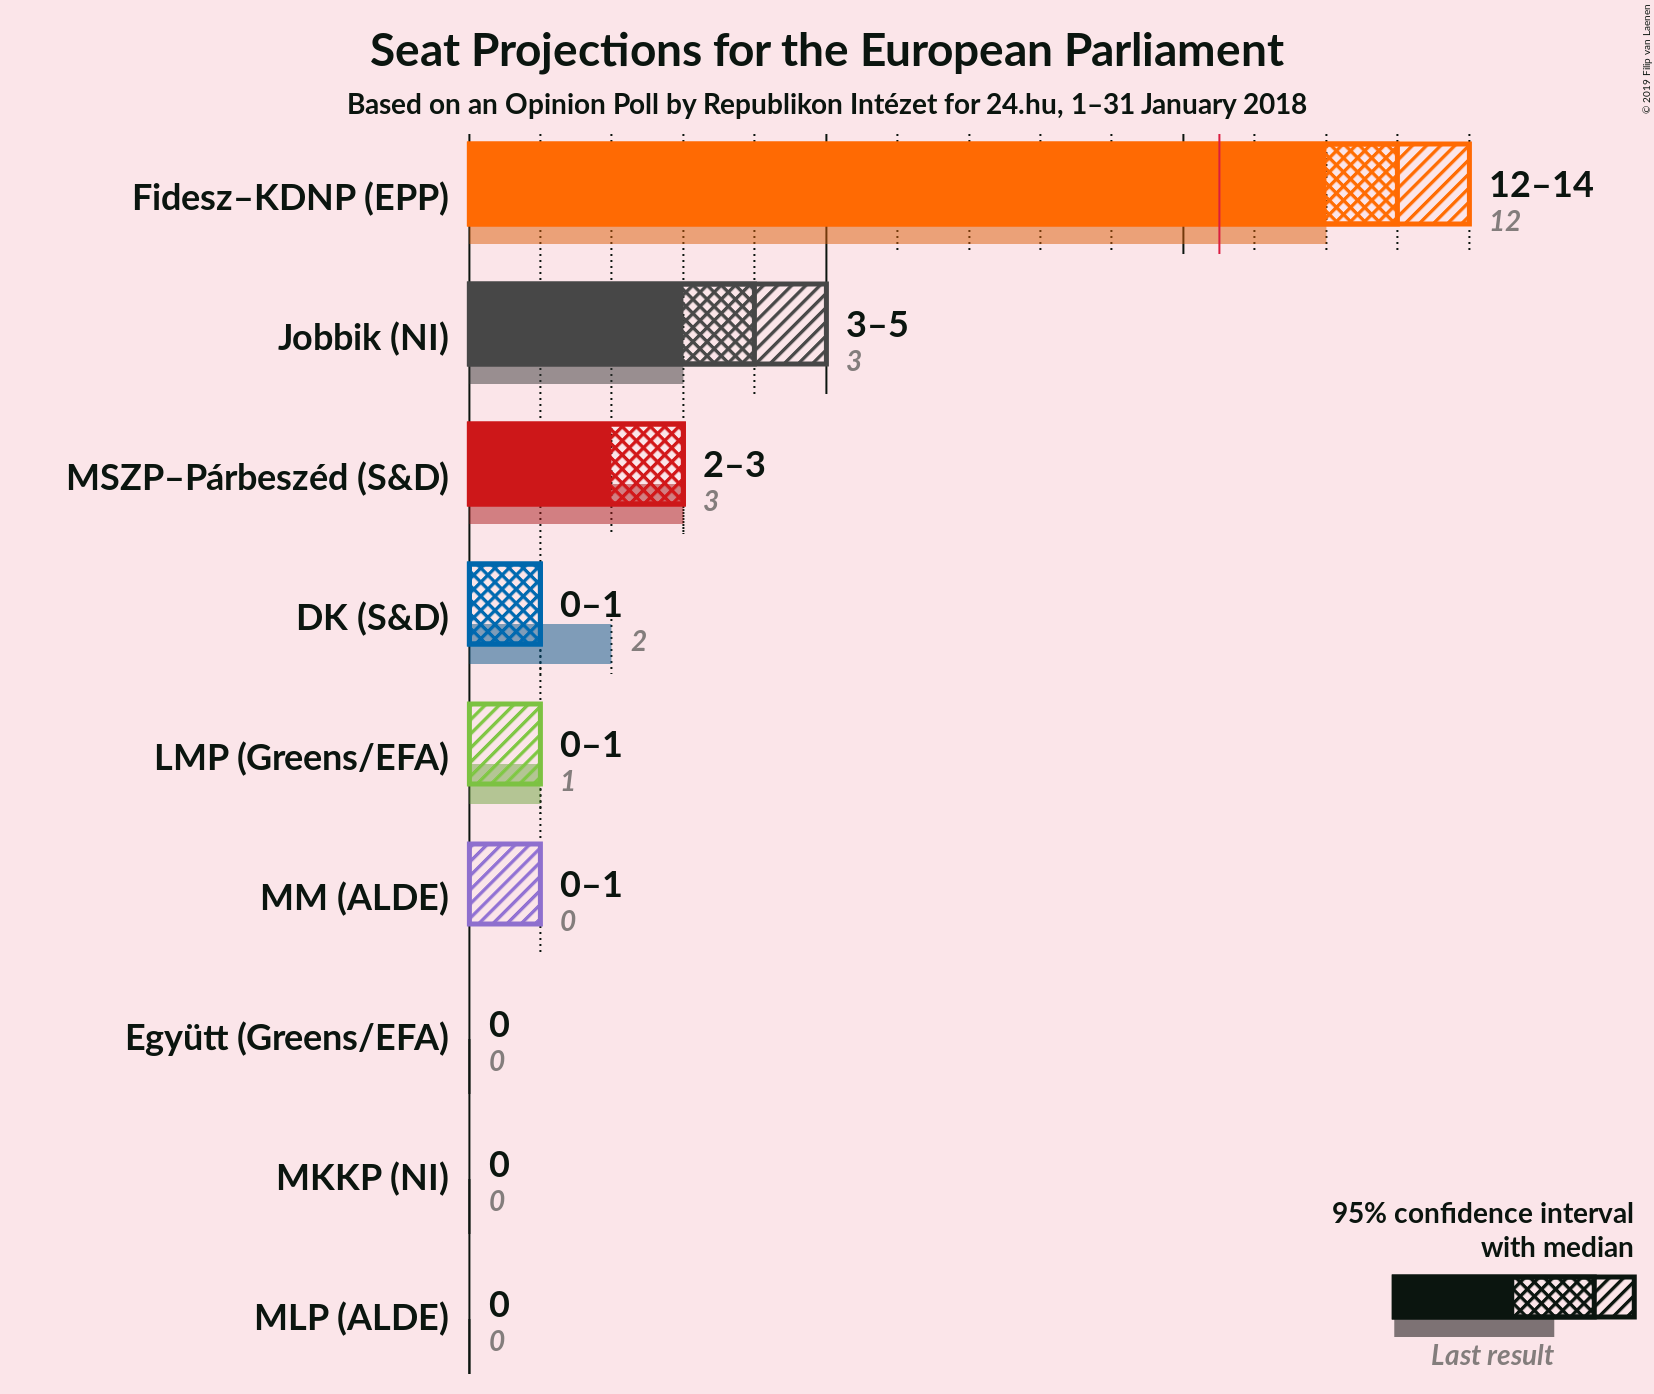 Seat Projections for the European Parliament
Based on an Opinion Poll by Republikon Intézet for 24.hu, 1–31 January 2018
© 2019 Filip van Laenen
Fidesz–KDNP (EPP)
12–14
12
Jobbik (NI)
3–5
3
MSZP–Párbeszéd (S&D)
2–3
3
DK (S&D)
0–1
2
LMP (Greens/EFA)
0–1
1
MM (ALDE)
0–1
0
Együtt (Greens/EFA)
0
0
MKKP (NI)
0
0
MLP (ALDE)
0
0
95% confidence interval
with median
Last result